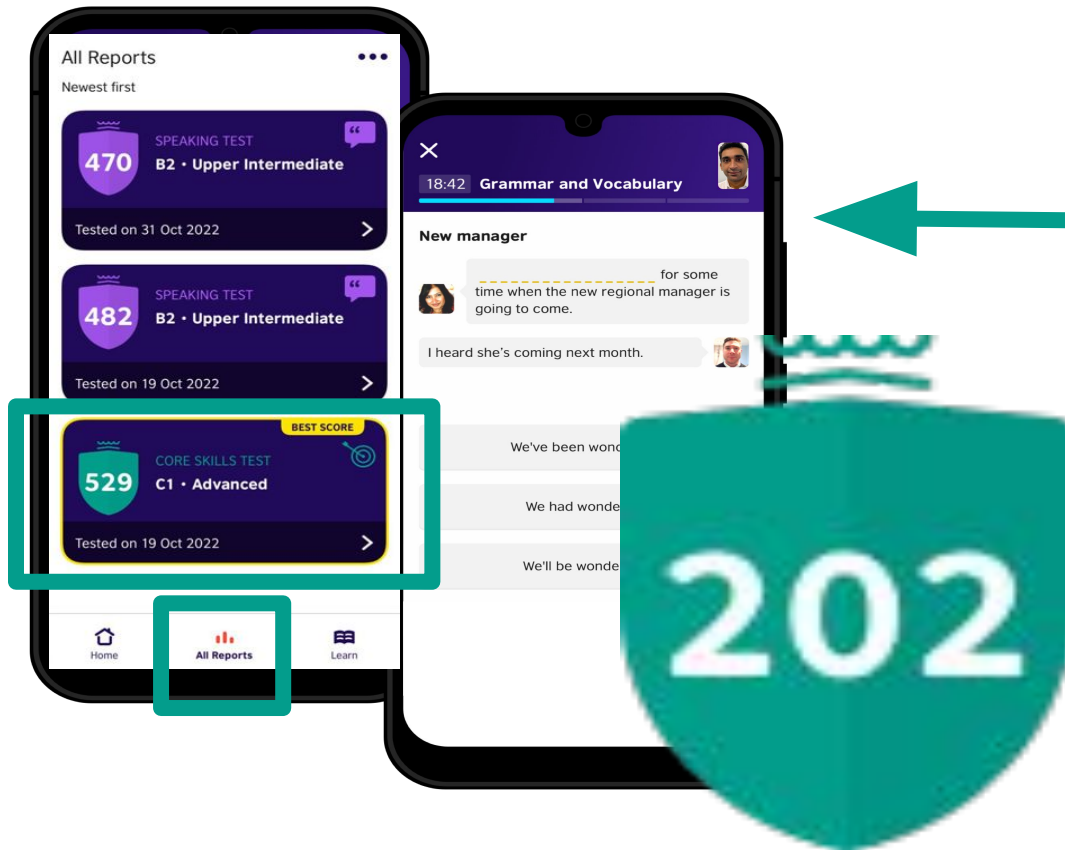 All Reports
Newest first
SPEAKING TEST
470
B2 • Upper Intermediate
Tested on 31 Oct 2022
SPEAKING TEST
482
B2 • Upper Intermediate
Tested on 19 Oct 2022
BEST SCORE
CORE SKILLS TEST
529
C1 • Advanced
Tested on 19 Oct 2022
Home
All Reports
Learn
18:42 Grammar and Vocabulary
New manager
for some
time when the new regional manager is
going to come.
I heard she's coming next month.
We've been
We had
We'll be
202